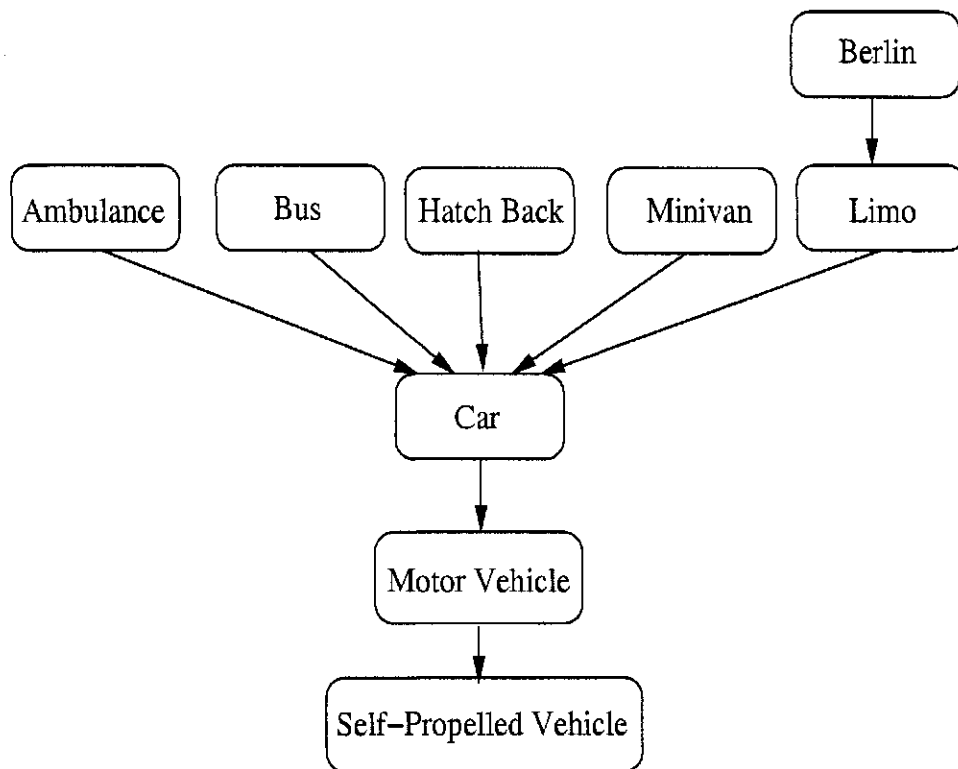 Berlin
Ambulance
Bus
Hatch Back
Minivan
Limo
Car
Motor Vehicle
Self-Propelled Vehicle